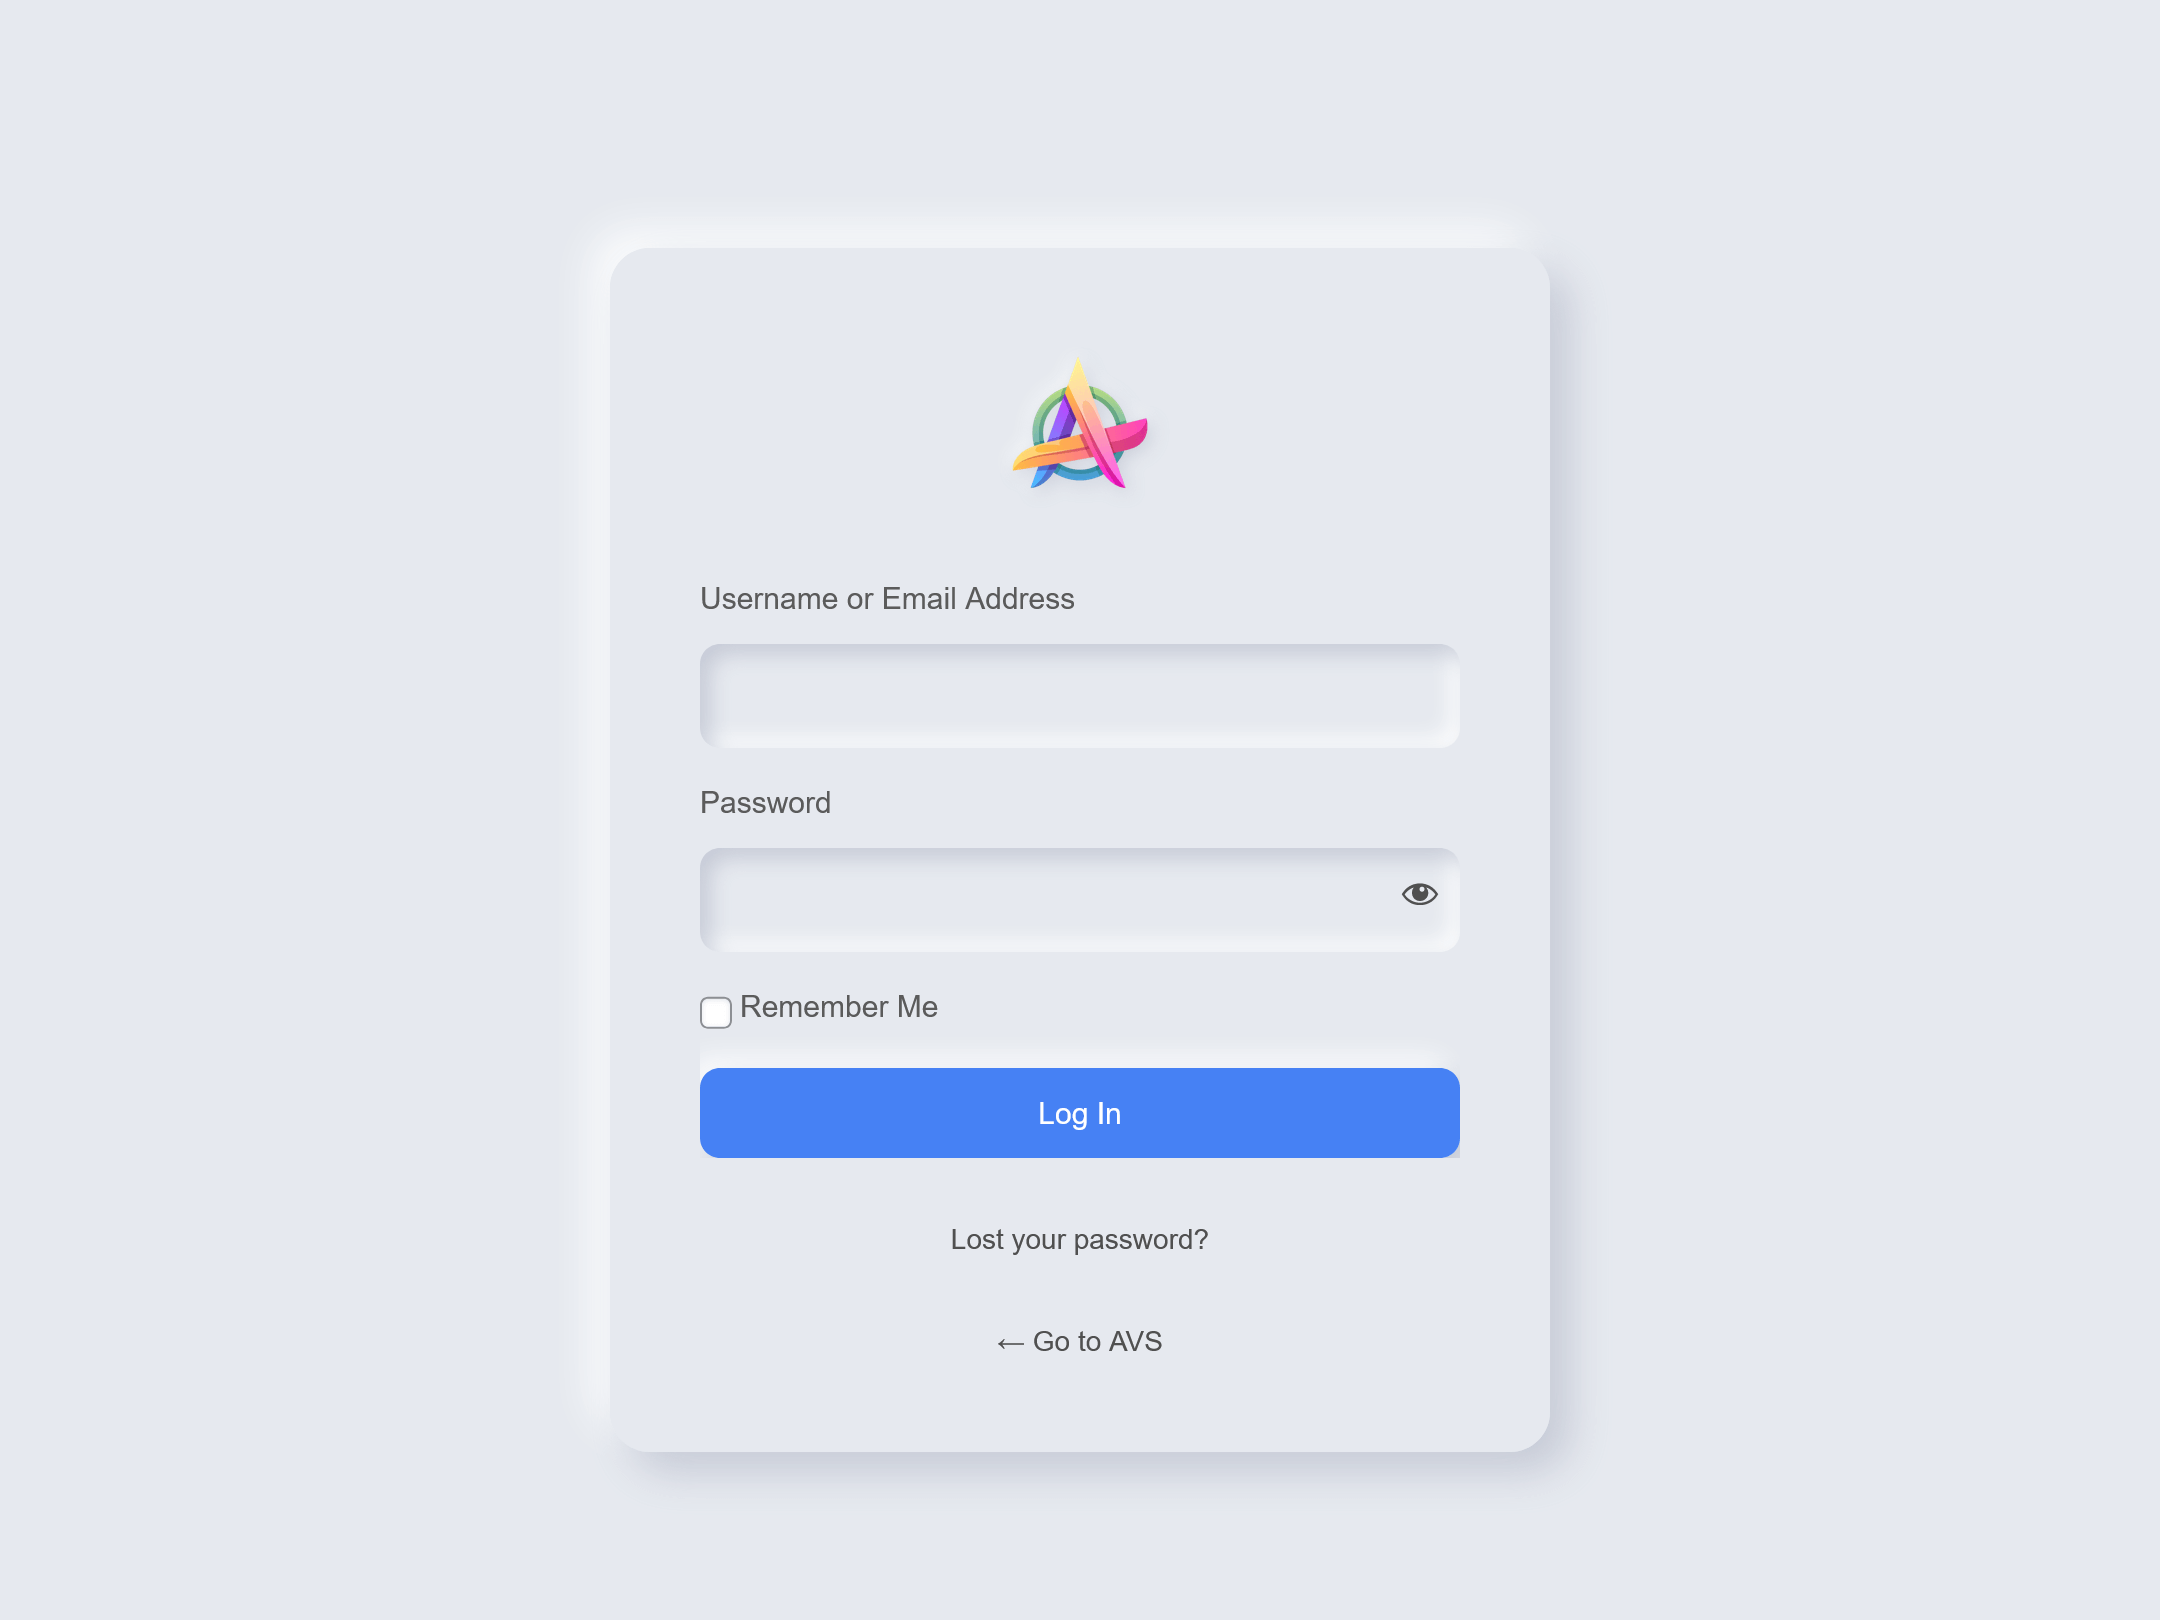 Username or Email Address
Password
Remember Me
Log In
Lost your password?
← Go to AVS